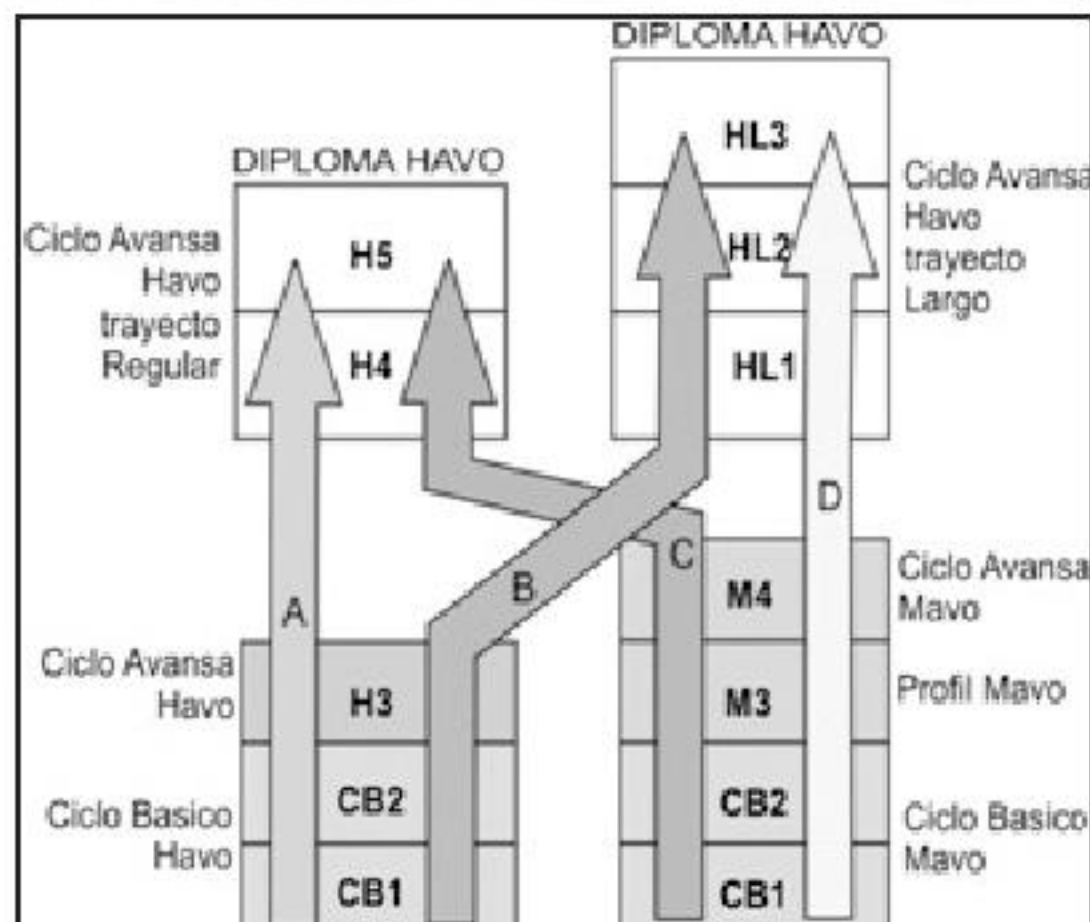 DIPLOMA HAVO
HL3
HL2
HL1
Ciclo Avansa
Havo
trayecto
Largo
DIPLOMA HAVO
H5
H4
Ciclo Avansa
Havo
trayecto
Regular
A
B
C
D
Ciclo Avansa
Havo
H3
CB2
CB1
Ciclo Basico
Havo
M4
M3
CB2
CB1
Ciclo Avansa
Mavo
Profil Mavo
Ciclo Basico
Mavo